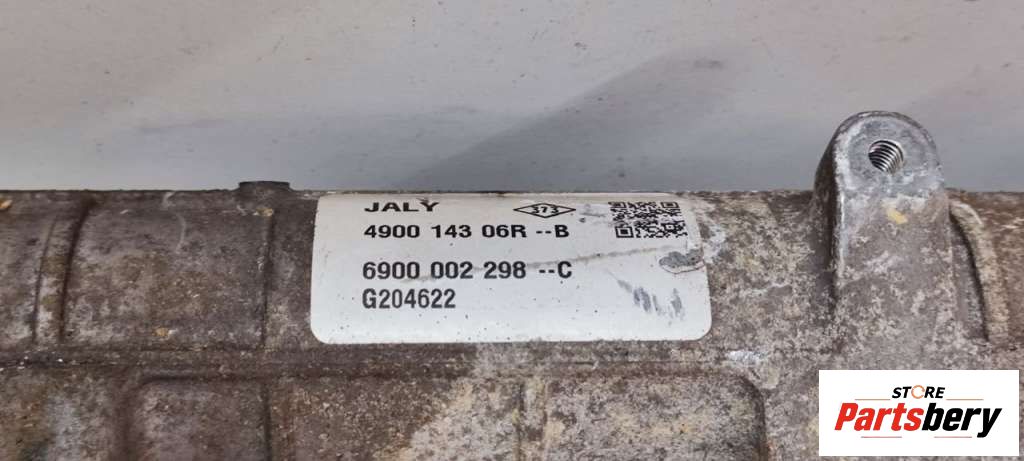 JALY 373
4900 143 06R --B
6900 002 298 --C
G204622
STORE
Partsbery